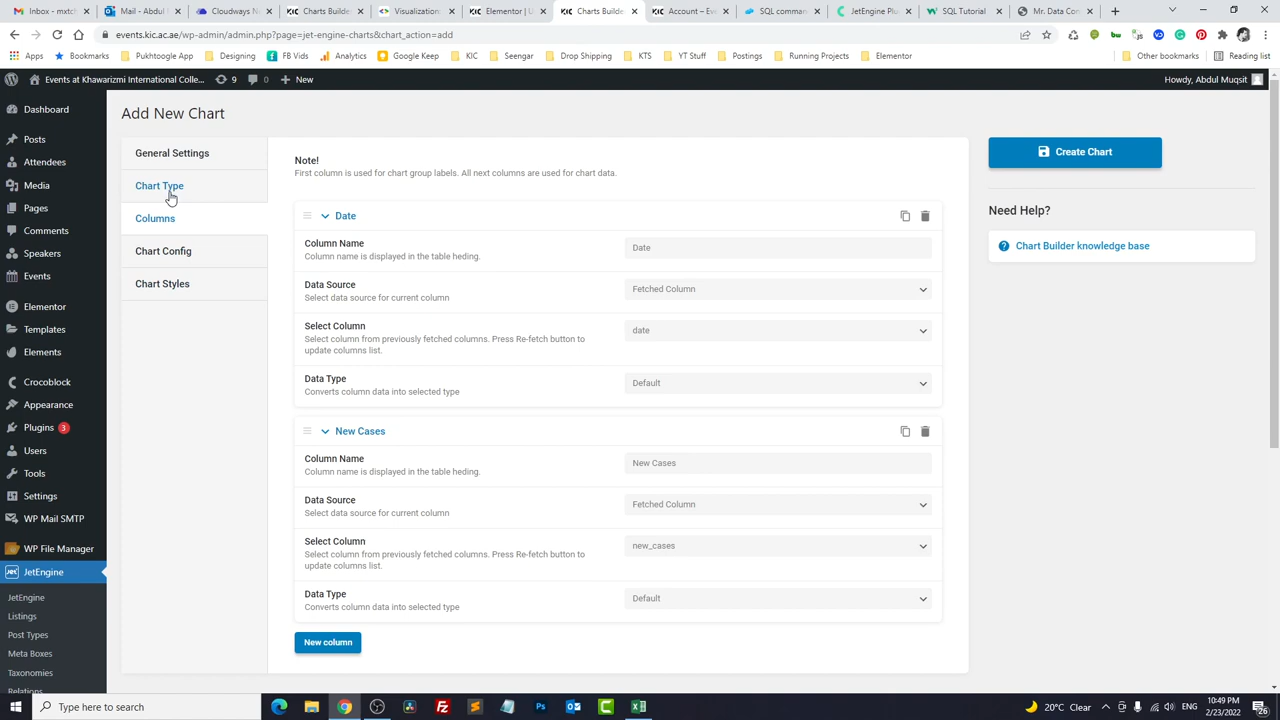 Inbox - mxtechnic
Mail - Abdul M
Cloudways No
Visualizatio
Elementor | U
Chart Builder
Account – Eve
SQL comman
JetEngine Plu
SQL Tutorial
Mr. Data Con
events.kic.ac.ae/wp-admin/admin.php?page=jet-engine-charts&chart_action=add
Apps
Bookmarks
Pukhtoogle App
Designing
FB Vids
Analytics
Google Keep
KIC
Seengar
Drop Shipping
KTS
YT Stuff
Postings
Running Projects
Elementor
Other bookmarks
Reading list
Events at Khawarizmi International Colle...
9
0
New
Howdy, Abdul Muqsit
Dashboard
Posts
Attendees
Media
Pages
Comments
Speakers
Events
Elementor
Templates
Elements
Crocoblock
Appearance
Plugins 3
Users
Tools
Settings
WP Mail SMTP
WP File Manager
JetEngine
JetEngine
Listings
Post Types
Meta Boxes
Taxonomies
Relations
Add New Chart
General Settings
Chart Type
Columns
Chart Config
Chart Styles
Note!
First column is used for chart group labels. All next columns are used for chart data.
Date
Column Name
Column name is displayed in the table heding.
Date
Data Source
Select data source for current column
Fetched Column
Select Column
Select column from previously fetched columns. Press Re-fetch button to
update columns list.
date
Data Type
Converts column data into selected type
Default
New Cases
Column Name
Column name is displayed in the table heding.
New Cases
Data Source
Select data source for current column
Fetched Column
Select Column
Select column from previously fetched columns. Press Re-fetch button to
update columns list.
new_cases
Data Type
Converts column data into selected type
Default
New column
Create Chart
Need Help?
Chart Builder knowledge base
Type here to search
20°C Clear
ENG
10:49 PM
2/23/2022
26